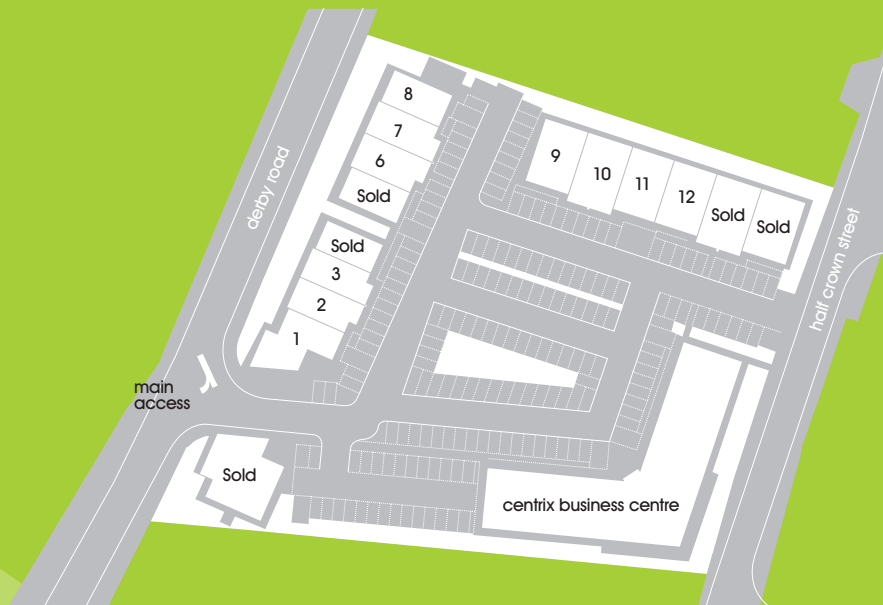 8
7
6
Sold
derby road
Sold
3
2
1
9
10
11
12
Sold
Sold
half crown street
main
access
Sold
centrix business centre